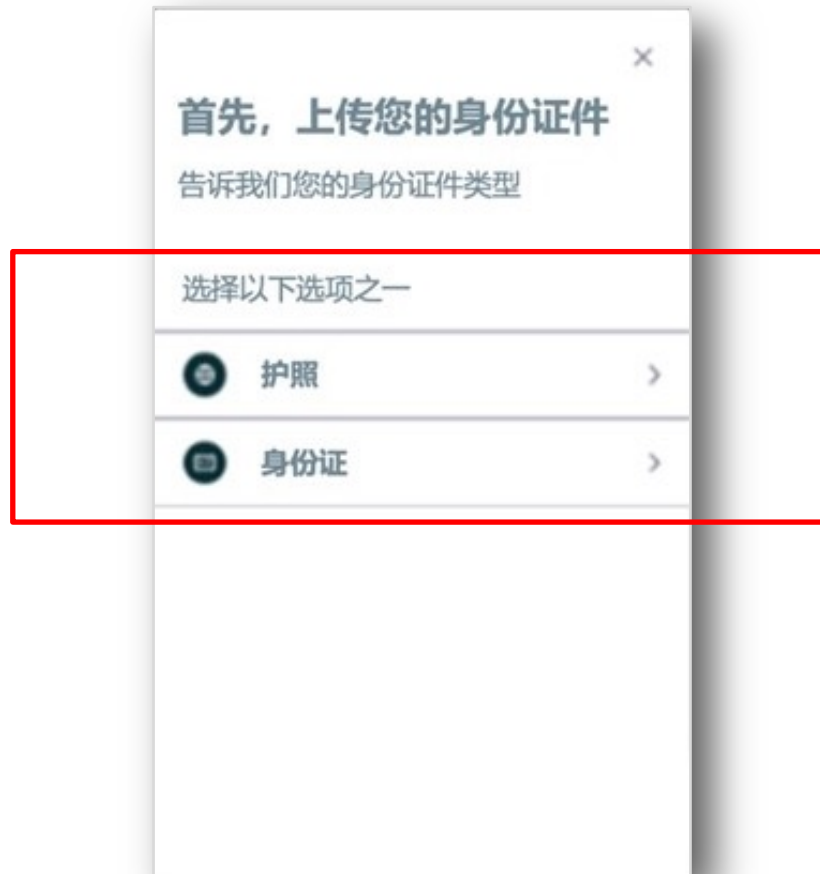 首先，上传您的身份证件
告诉我们您的身份证件类型
选择以下选项之一
护照
身份证